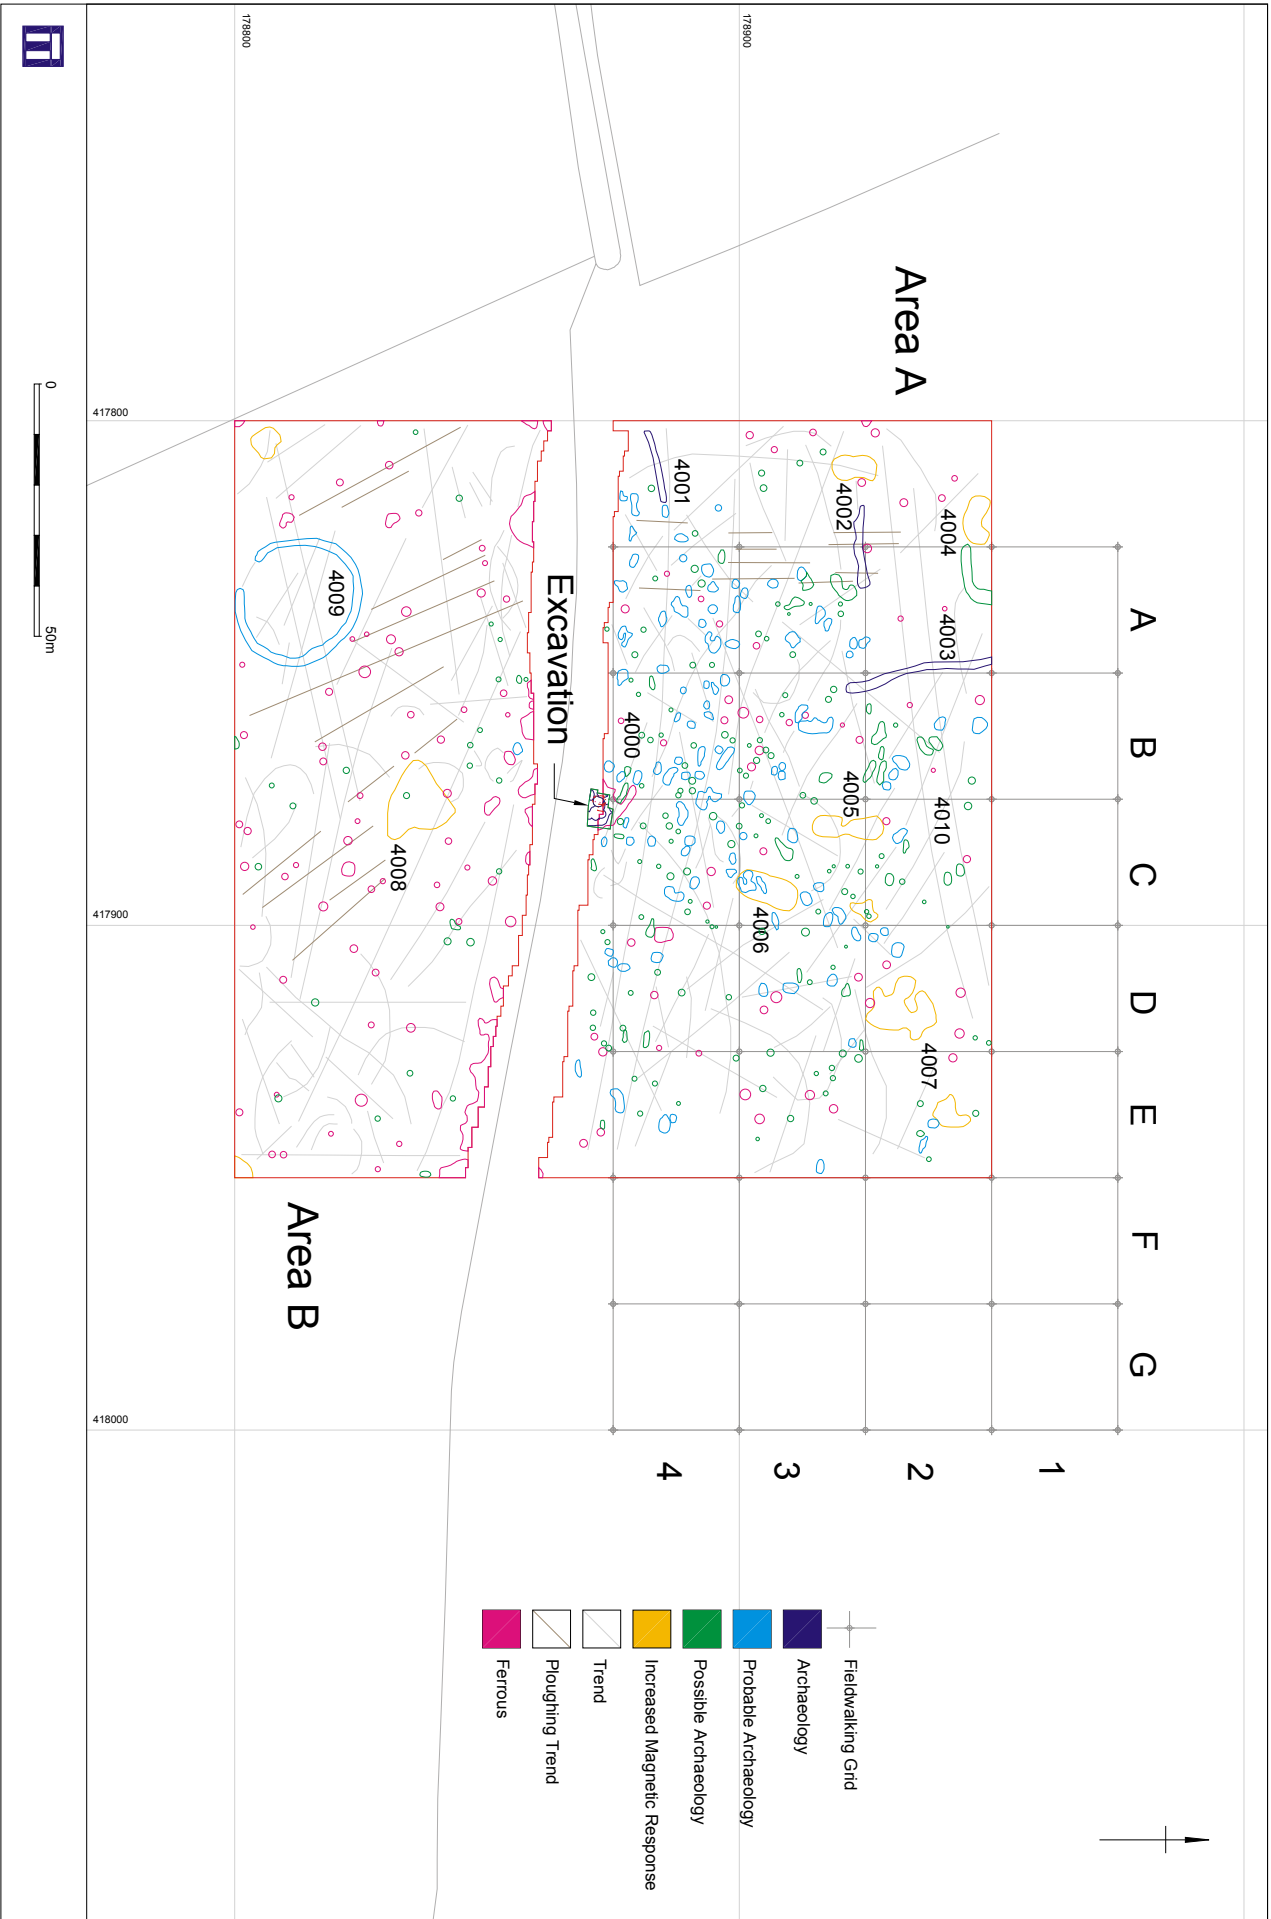 178800
178900
Area A
417800
417900
418000
4001
4002
4004
4003
4000
4005
4010
4006
4007
4009
4008
Excavation
Area B
A
B
C
D
E
F
G
1
2
3
4
Fieldwalking Grid
Archaeology
Probable Archaeology
Possible Archaeology
Increased Magnetic Response
Trend
Ploughing Trend
Ferrous
0
50m